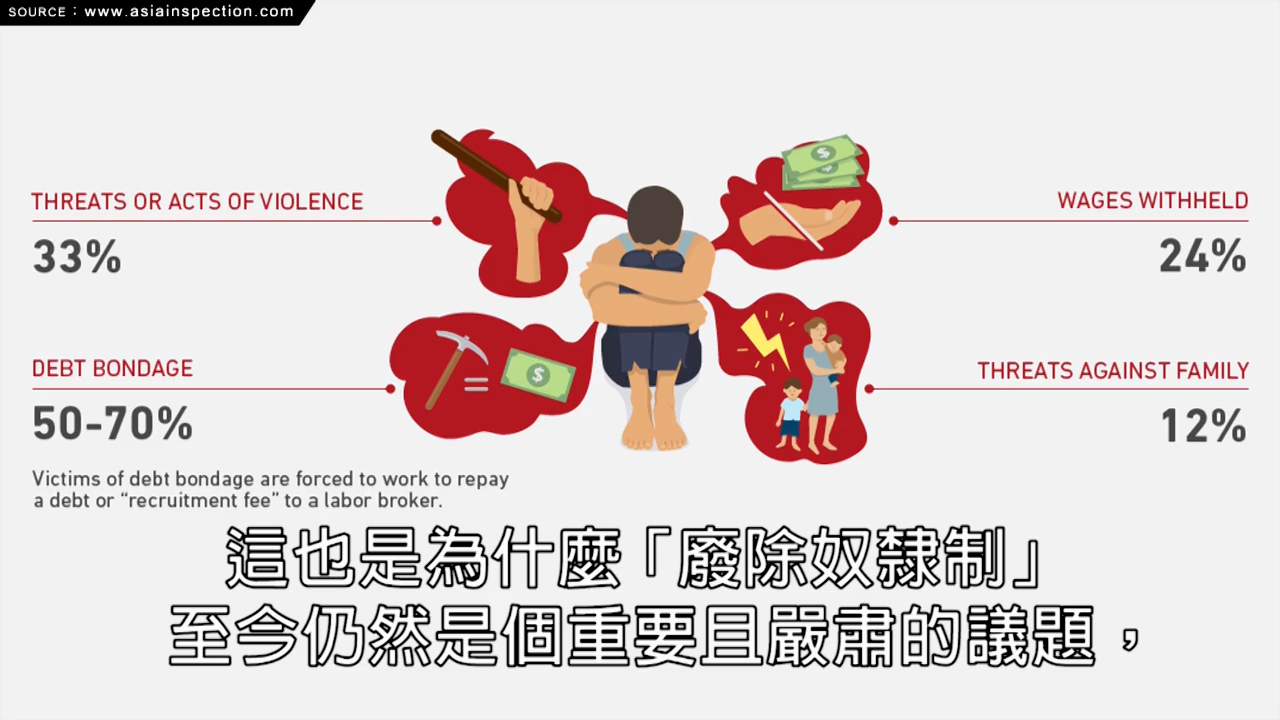 SOURCE：www.asiainspection.com
THREATS OR ACTS OF VIOLENCE
33%
WAGES WITHHELD
24%
DEBT BONDAGE
50-70%
Victims of debt bondage are forced to work to repay
a debt or “recruitment fee” to a labor broker.
THREATS AGAINST FAMILY
12%
這也是為什麼「廢除奴隸制」
至今仍然是個重要且嚴肅的議題，